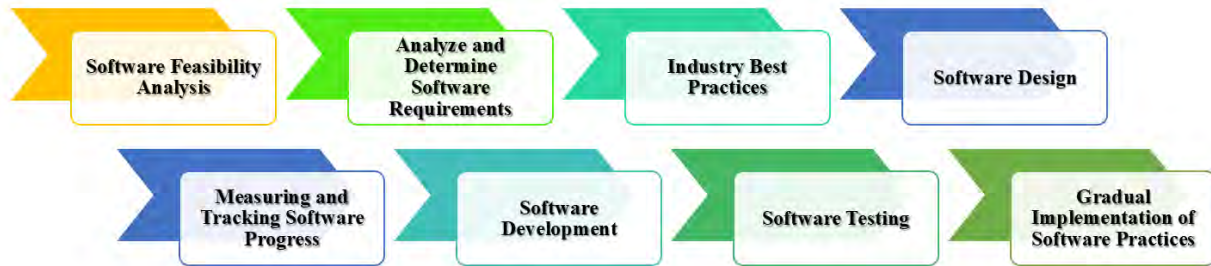 Software Feasibility
Analysis
Analyze and
Determine
Software
Requirements
Industry Best
Practices
Software Design
Measuring and
Tracking Software
Progress
Software
Development
Software Testing
Gradual
Implementation of
Software Practices